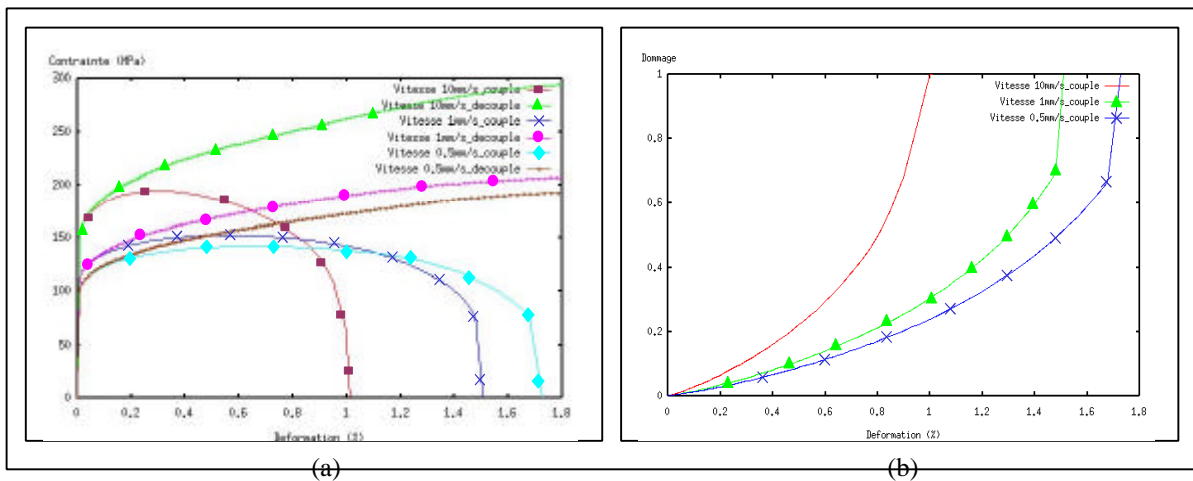 Contrainte (MPa)
300
250
200
150
100
50
0
Vitesse 10mm/s_couple
Vitesse 10mm/s_decouple
Vitesse 1mm/s_couple
Vitesse 1mm/s_decouple
Vitesse 0.5mm/s_couple
Vitesse 0.5mm/s_decouple
0 0.2 0.4 0.6 0.8 1 1.2 1.4 1.6 1.8
Deformation (%)
(a)
Dommage
1
0.8
0.6
0.4
0.2
0
Vitesse 10mm/s_couple
Vitesse 1mm/s_couple
Vitesse 0.5mm/s_couple
0 0.2 0.4 0.6 0.8 1 1.2 1.4 1.6 1.8
Deformation (%)
(b)